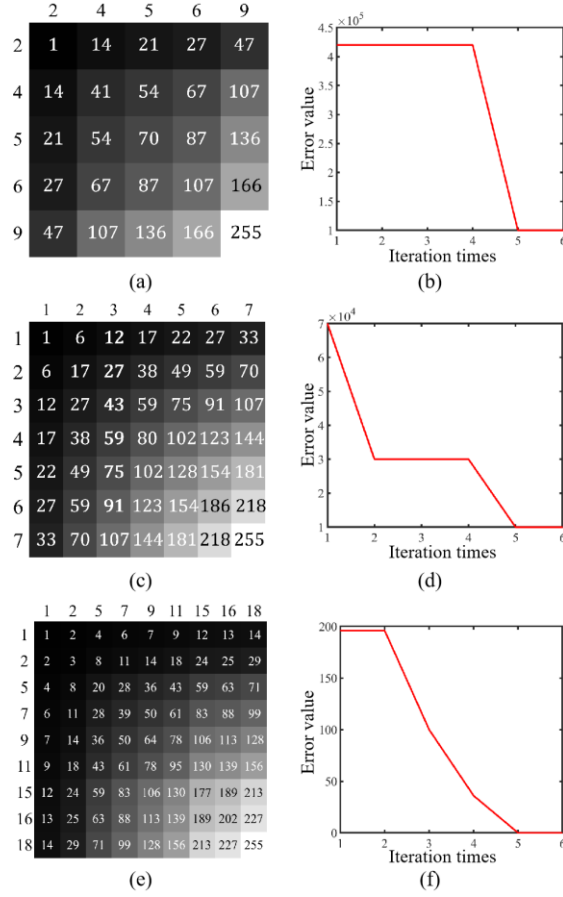 2 4 5 6 9
2 1 14 21 27 47
4 14 41 54 67 107
5 21 54 70 87 136
6 27 67 87 107 166
9 47 107 136 166 255
(a)
×10⁵
4.5
4
3.5
3
2.5
2
1.5
1
1 2 3 4 5 6
Error value
Iteration times
(b)
1 2 3 4 5 6 7
1 1 6 12 17 22 27 33
2 6 17 27 38 49 59 70
3 12 27 43 59 75 91 107
4 17 38 59 80 102 123 144
5 22 49 75 102 128 154 181
6 27 59 91 123 154 186 218
7 33 70 107 144 181 218 255
(c)
×10⁴
7
6
5
4
3
2
1
1 2 3 4 5 6
Error value
Iteration times
(d)
1 2 5 7 9 11 15 16 18
1 1 2 4 6 7 9 12 13 14
2 2 3 8 11 14 18 24 25 29
5 4 8 20 28 36 43 59 63 71
7 6 11 28 39 50 61 83 88 99
9 7 14 36 50 64 78 106 113 128
11 9 18 43 61 78 95 130 139 156
15 12 24 59 83 106 130 177 189 213
16 13 25 63 88 113 139 189 202 227
18 14 29 71 99 128 156 213 227 255
(e)
200
150
100
50
0
1 2 3 4 5 6
Error value
Iteration times
(f)